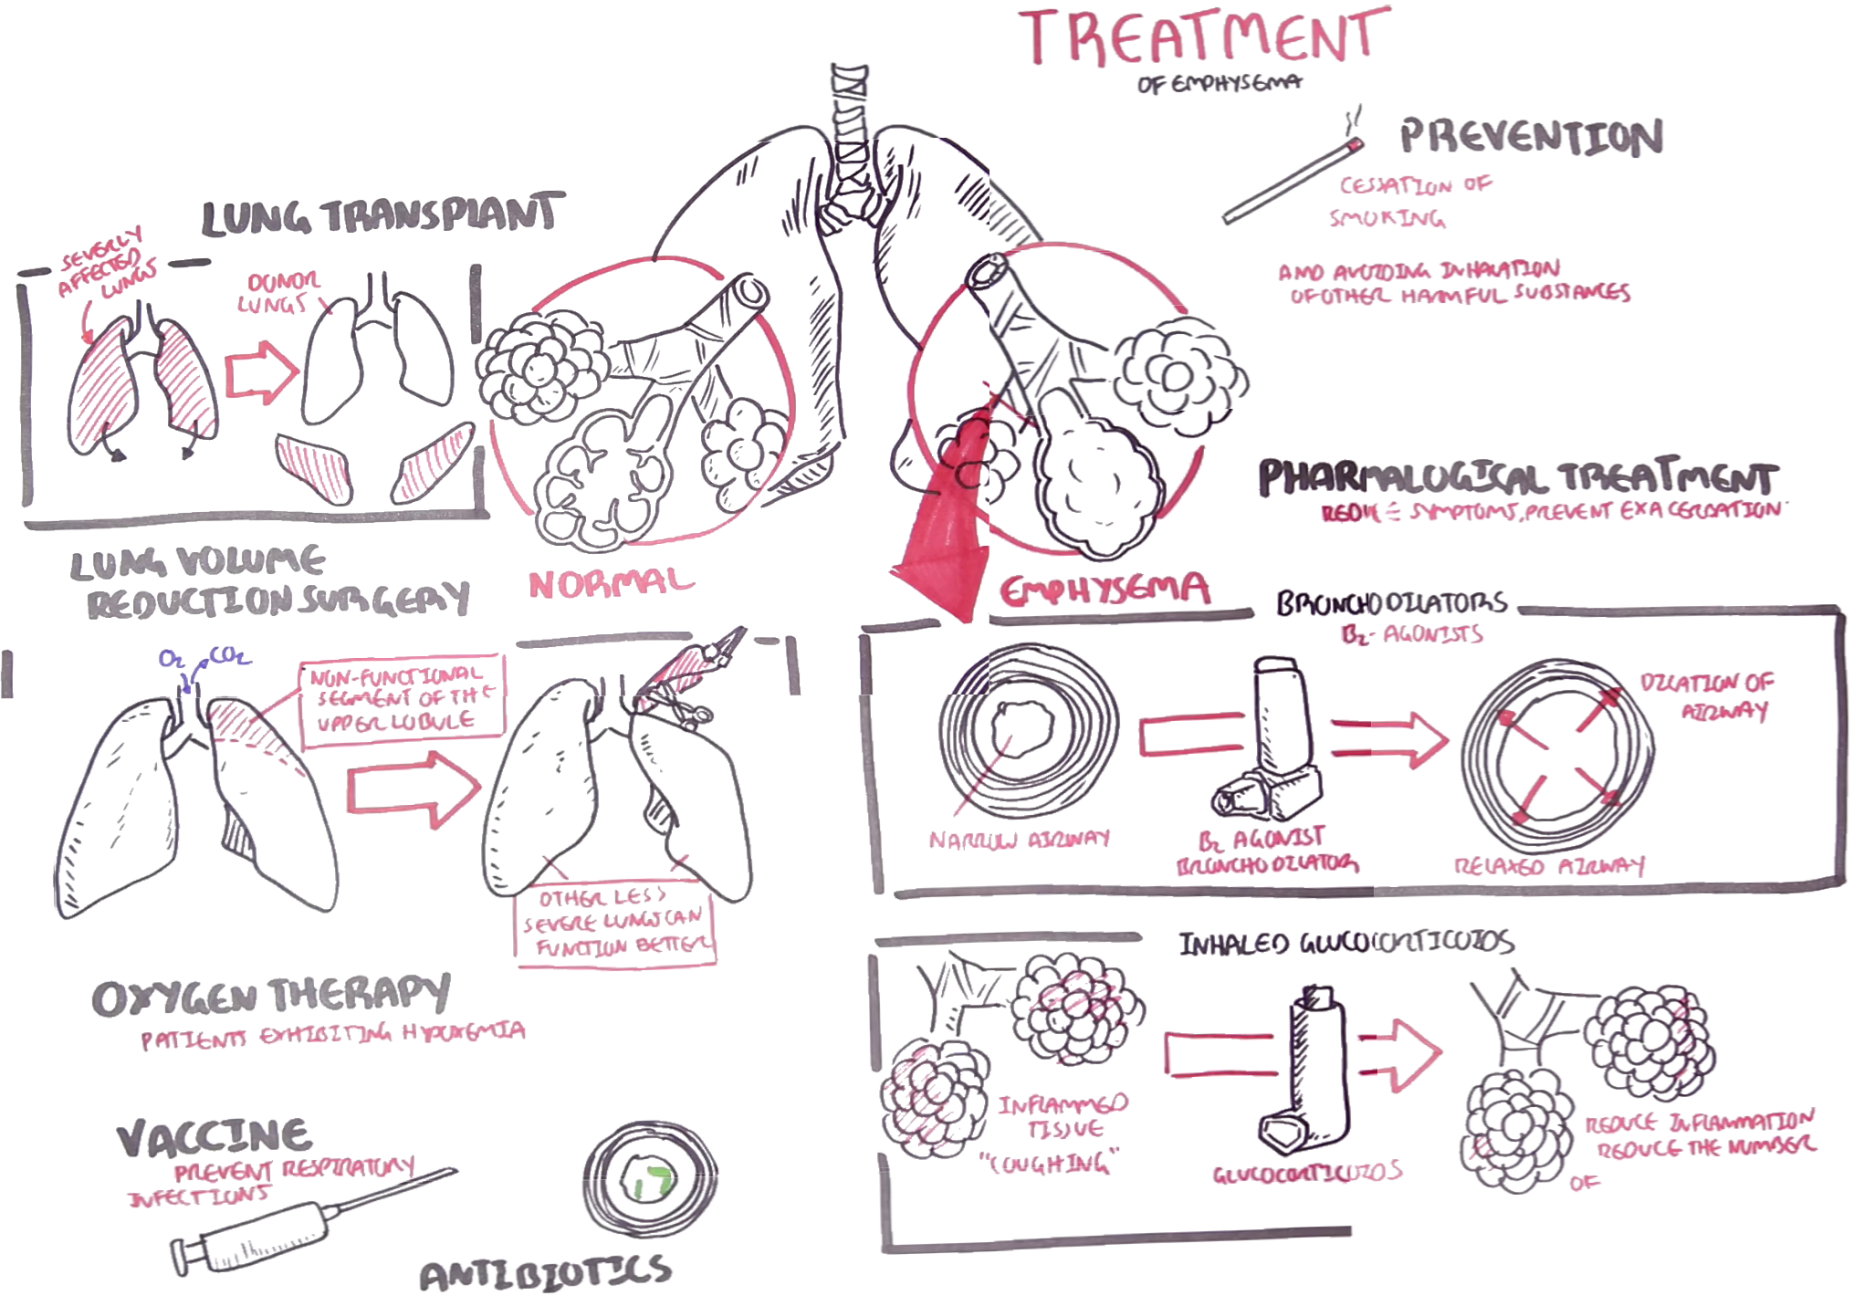 TREATMENT
OF EMPHYSEMA
PREVENTION
CESSATION OF
SMOKING
AND AVOIDING INHALATION
OF OTHER HARMFUL SUBSTANCES
LUNG TRANSPLANT
SEVERLY
AFFECTED
LUNGS
DONOR
LUNGS
NORMAL
EMPHYSEMA
PHARMALOGICAL TREATMENT
SYMPTOMS, PREVENT EXACERBATION
LUNG VOLUME
REDUCTION SURGERY
O2 CO2
NON-FUNCTIONAL
SEGMENT OF THE
UPPER LOBULE
OTHER LESS
SEVERE LUNGS CAN
FUNCTION BETTER
BRONCHODILATORS
B2- AGONISTS
NARROW AIRWAY
B2 AGONIST
BRONCHODILATOR
DILATION OF
AIRWAY
RELAXED AIRWAY
INHALED GLUCOCORTICOIDS
INFLAMMED
TISSUE
"COUGHING"
GLUCOCORTICOIDS
REDUCE INFLAMMATION
REDUCE THE NUMBER
OF
OXYGEN THERAPY
PATIENTS EXHIBITING HYPOXEMIA
VACCINE
PREVENT RESPIRATORY
INFECTIONS
ANTIBIOTICS